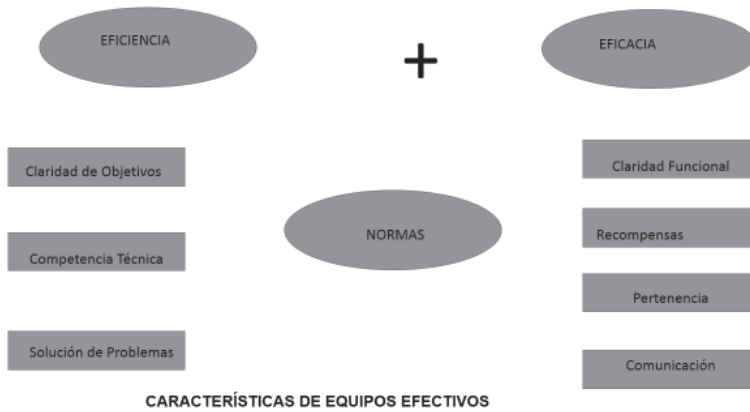 EFICIENCIA
+
EFICACIA
Claridad de Objetivos
Competencia Técnica
Solución de Problemas
NORMAS
Claridad Funcional
Recompensas
Pertenencia
Comunicación
CARACTERÍSTICAS DE EQUIPOS EFECTIVOS